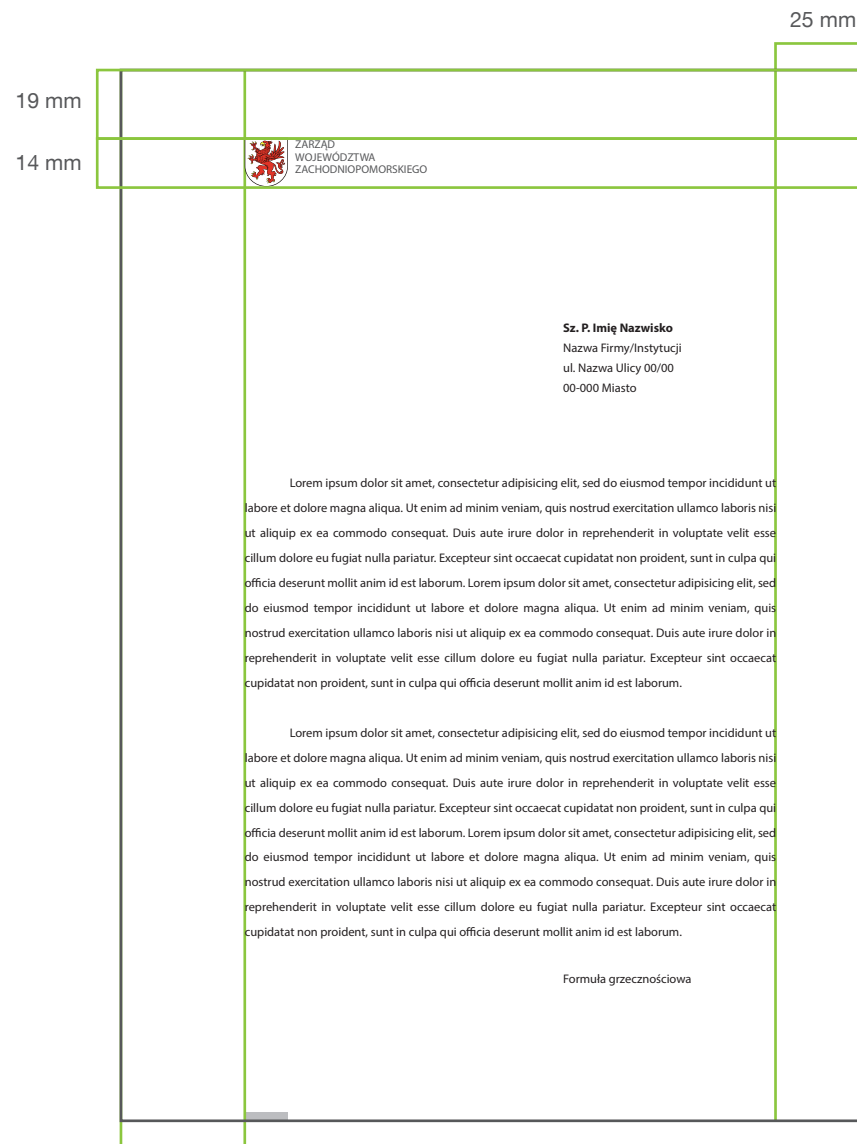 25 mm
19 mm
14 mm
ZARZĄD
WOJEWÓDZTWA
ZACHODNIOPOMORSKIEGO
Sz. P. Imię Nazwisko
Nazwa Firmy/Instytucji
ul. Nazwa Ulicy 00/00
00-000 Miasto
Lorem ipsum dolor sit amet, consectetur adipisicing elit, sed do eiusmod tempor incididunt ut
labore et dolore magna aliqua. Ut enim ad minim veniam, quis nostrud exercitation ullamco laboris nisi
ut aliquip ex ea commodo consequat. Duis aute irure dolor in reprehenderit in voluptate velit esse
cillum dolore eu fugiat nulla pariatur. Excepteur sint occaecat cupidatat non proident, sunt in culpa qui
officia deserunt mollit anim id est laborum. Lorem ipsum dolor sit amet, consectetur adipisicing elit, sed
do eiusmod tempor incididunt ut labore et dolore magna aliqua. Ut enim ad minim veniam, quis
nostrud exercitation ullamco laboris nisi ut aliquip ex ea commodo consequat. Duis aute irure dolor in
reprehenderit in voluptate velit esse cillum dolore eu fugiat nulla pariatur. Excepteur sint occaecat
cupidatat non proident, sunt in culpa qui officia deserunt mollit anim id est laborum.
Lorem ipsum dolor sit amet, consectetur adipisicing elit, sed do eiusmod tempor incididunt ut
labore et dolore magna aliqua. Ut enim ad minim veniam, quis nostrud exercitation ullamco laboris nisi
ut aliquip ex ea commodo consequat. Duis aute irure dolor in reprehenderit in voluptate velit esse
cillum dolore eu fugiat nulla pariatur. Excepteur sint occaecat cupidatat non proident, sunt in culpa qui
officia deserunt mollit anim id est laborum. Lorem ipsum dolor sit amet, consectetur adipisicing elit, sed
do eiusmod tempor incididunt ut labore et dolore magna aliqua. Ut enim ad minim veniam, quis
nostrud exercitation ullamco laboris nisi ut aliquip ex ea commodo consequat. Duis aute irure dolor in
reprehenderit in voluptate velit esse cillum dolore eu fugiat nulla pariatur. Excepteur sint occaecat
cupidatat non proident, sunt in culpa qui officia deserunt mollit anim id est laborum.
Formuła grzecznościowa